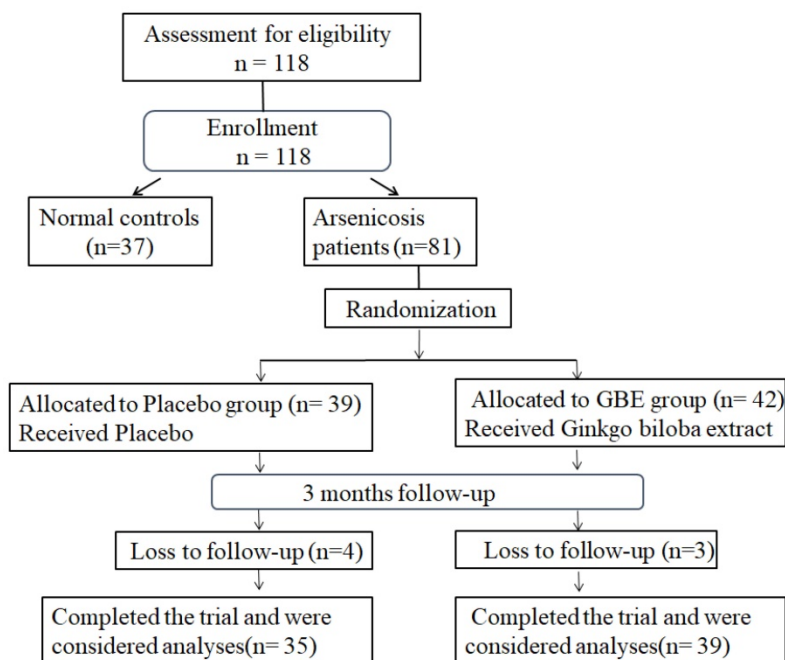 Assessment for eligibility
n = 118
Enrollment
n = 118
Normal controls
(n=37)
Arsenicosis
patients (n=81)
Randomization
Allocated to Placebo group (n= 39)
Received Placebo
Allocated to GBE group (n= 42)
Received Ginkgo biloba extract
3 months follow-up
Loss to follow-up (n=4)
Loss to follow-up (n=3)
Completed the trial and were
considered analyses(n= 35)
Completed the trial and were
considered analyses(n= 39)